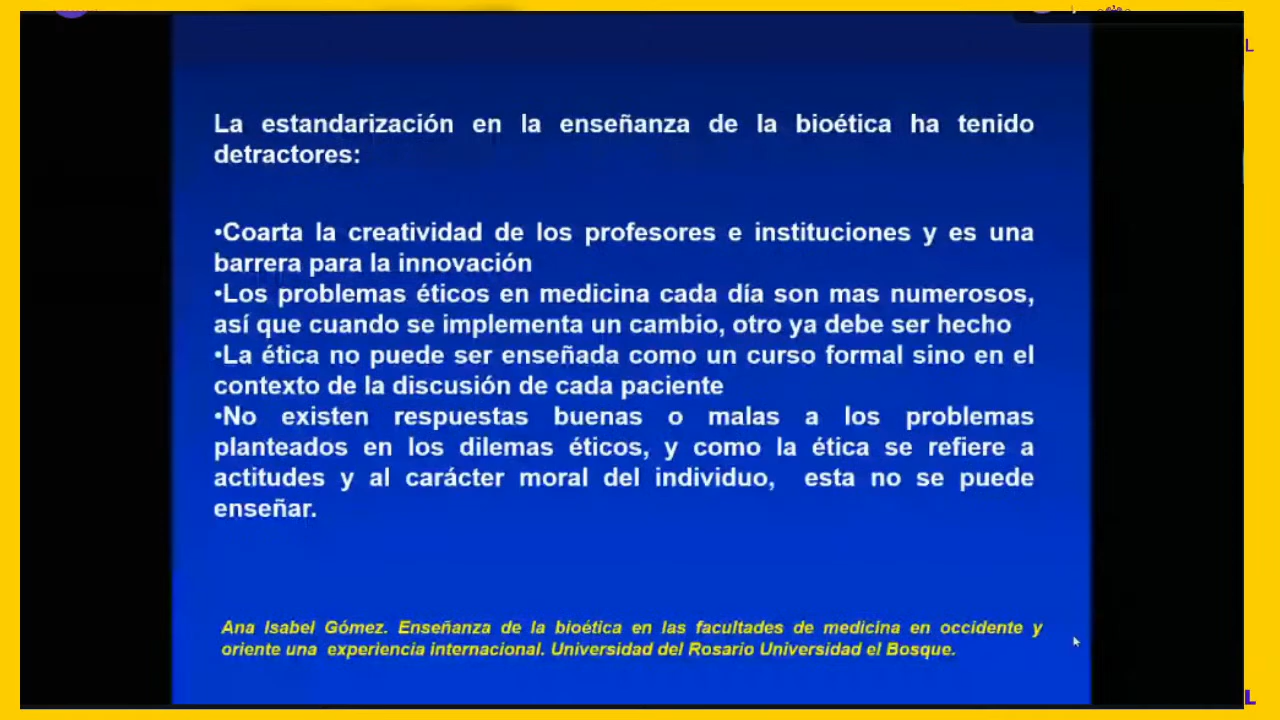 La estandarización en la enseñanza de la bioética ha tenido
detractores:
•Coarta la creatividad de los profesores e instituciones y es una
barrera para la innovación
•Los problemas éticos en medicina cada día son mas numerosos,
así que cuando se implementa un cambio, otro ya debe ser hecho
•La ética no puede ser enseñada como un curso formal sino en el
contexto de la discusión de cada paciente
•No existen respuestas buenas o malas a los problemas
planteados en los dilemas éticos, y como la ética se refiere a
actitudes y al carácter moral del individuo, esta no se puede
enseñar.
Ana Isabel Gómez. Enseñanza de la bioética en las facultades de medicina en occidente y
oriente una experiencia internacional. Universidad del Rosario Universidad el Bosque.
L
L